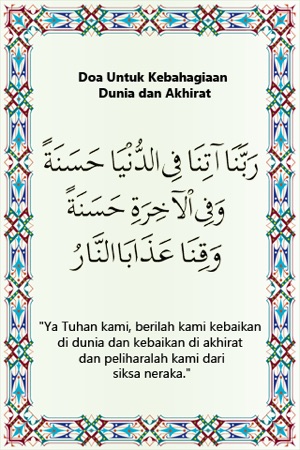 Doa Untuk Kebahagiaan
Dunia dan Akhirat
رَبَّنَا آتِنَا فِى الدُّنْيَا حَسَنَةً
وَفِى الْآخِرَةِ حَسَنَةً
وَقِنَا عَذَابَا النَّارُ
"Ya Tuhan kami, berilah kami kebaikan
di dunia dan kebaikan di akhirat
dan peliharalah kami dari
siksa neraka."